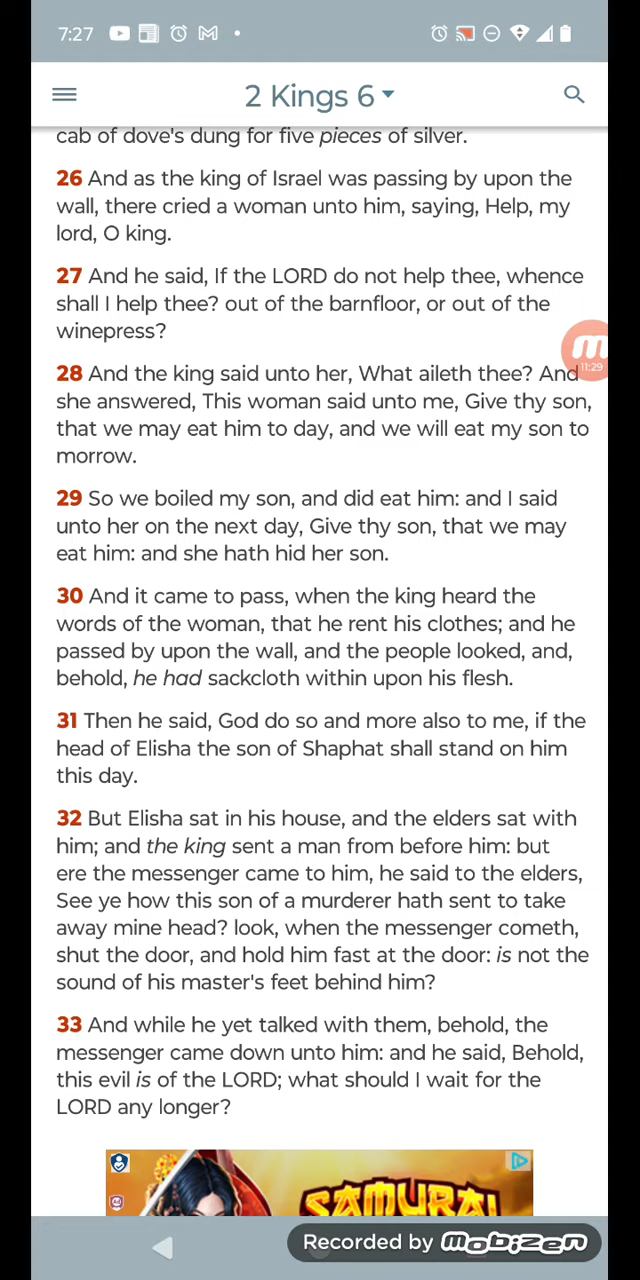 7:27
2 Kings 6
cab of dove's dung for five pieces of silver.
26 And as the king of Israel was passing by upon the
wall, there cried a woman unto him, saying, Help, my
lord, O king.
27 And he said, If the LORD do not help thee, whence
shall I help thee? out of the barnfloor, or out of the
winepress?
m
11:29
28 And the king said unto her, What aileth thee? And
she answered, This woman said unto me, Give thy son,
that we may eat him to day, and we will eat my son to
morrow.
29 So we boiled my son, and did eat him: and I said
unto her on the next day, Give thy son, that we may
eat him: and she hath hid her son.
30 And it came to pass, when the king heard the
words of the woman, that he rent his clothes; and he
passed by upon the wall, and the people looked, and,
behold, he had sackcloth within upon his flesh.
31 Then he said, God do so and more also to me, if the
head of Elisha the son of Shaphat shall stand on him
this day.
32 But Elisha sat in his house, and the elders sat with
him; and the king sent a man from before him: but
ere the messenger came to him, he said to the elders,
See ye how this son of a murderer hath sent to take
away mine head? look, when the messenger cometh,
shut the door, and hold him fast at the door: is not the
sound of his master's feet behind him?
33 And while he yet talked with them, behold, the
messenger came down unto him: and he said, Behold,
this evil is of the LORD; what should I wait for the
LORD any longer?
SAMURAI
Recorded by mobizen